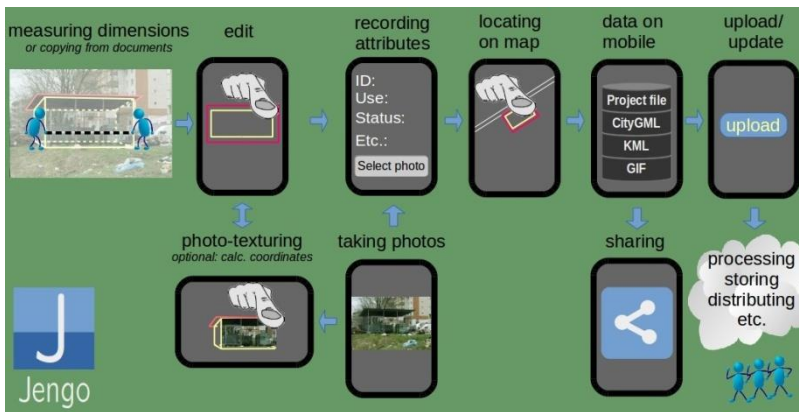 measuring dimensions
or copying from documents
edit
recording
attributes
locating
on map
data on
mobile
upload/
update
ID:
Use:
Status:
Etc.:
Select photo
Project file
CityGML
KML
GIF
upload
photo-texturing
optional: calc. coordinates
taking photos
sharing
processing
storing
distributing
etc.
J
Jengo